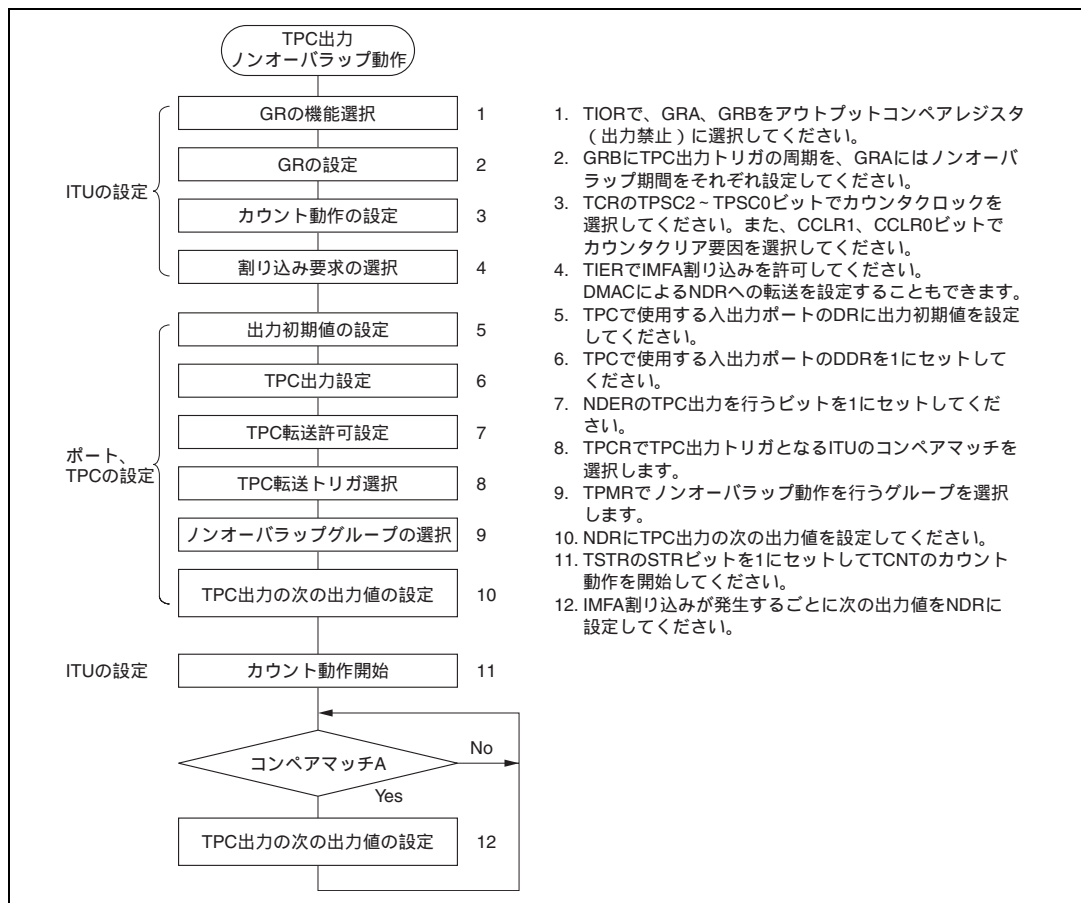 TPC出力
ノンオーバラップ動作
ITUの設定
GRの機能選択 1
GRの設定 2
カウント動作の設定 3
割り込み要求の選択 4
ポート、
TPCの設定
出力初期値の設定 5
TPC出力設定 6
TPC転送許可設定 7
TPC転送トリガ選択 8
ノンオーバラップグループの選択 9
TPC出力の次の出力値の設定 10
ITUの設定
カウント動作開始 11
コンペアマッチA
No
Yes
TPC出力の次の出力値の設定 12
1. TIORで、GRA、GRBをアウトプットコンペアレジスタ
(出力禁止)に選択してください。
2. GRBにTPC出力トリガの周期を、GRAにはノンオーバ
ラップ期間をそれぞれ設定してください。
3. TCRのTPSC2~TPSC0ビットでカウンタクロックを
選択してください。また、CCLR1、CCLR0ビットで
カウンタクリア要因を選択してください。
4. TIERでIMFA割り込みを許可してください。
DMACによるNDRへの転送を設定することもできます。
5. TPCで使用する入出力ポートのDRに出力初期値を設定
してください。
6. TPCで使用する入出力ポートのDDRを1にセットして
ください。
7. NDERのTPC出力を行うビットを1にセットしてくだ
さい。
8. TPCRでTPC出力トリガとなるITUのコンペアマッチを
選択します。
9. TPMRでノンオーバラップ動作を行うグループを選択
します。
10. NDRにTPC出力の次の出力値を設定してください。
11. TSTRのSTRビットを1にセットしてTCNTのカウント
動作を開始してください。
12. IMFA割り込みが発生するごとに次の出力値をNDRに
設定してください。